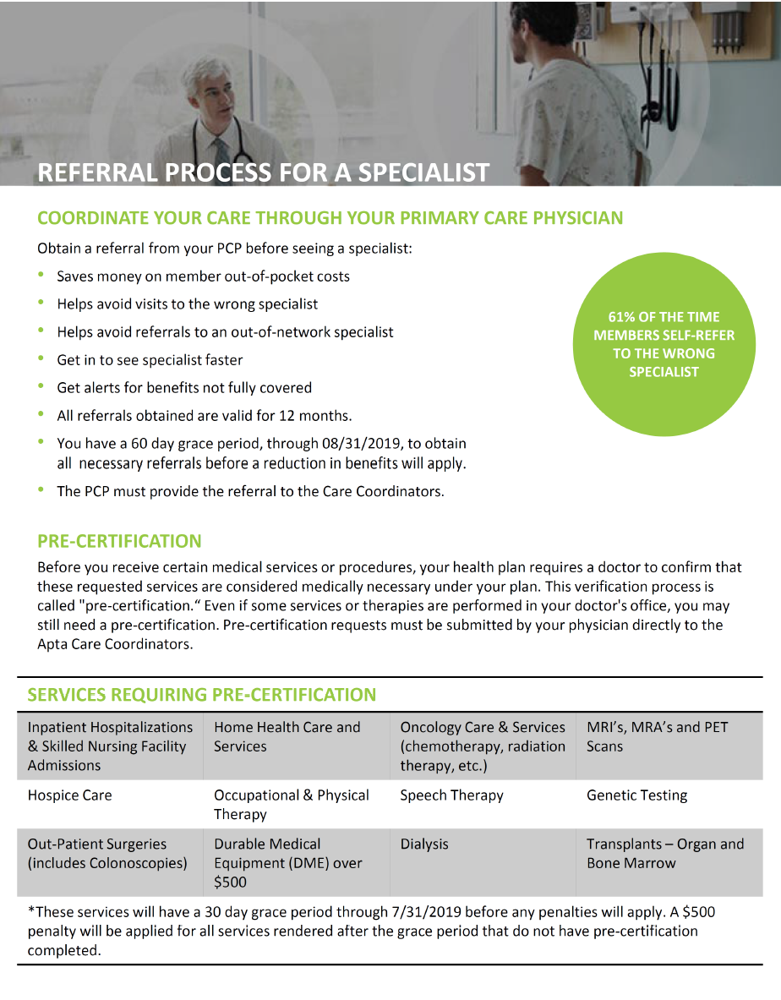 REFERRAL PROCESS FOR A SPECIALIST
COORDINATE YOUR CARE THROUGH YOUR PRIMARY CARE PHYSICIAN
Obtain a referral from your PCP before seeing a specialist:
• Saves money on member out-of-pocket costs
• Helps avoid visits to the wrong specialist
• Helps avoid referrals to an out-of-network specialist
• Get in to see specialist faster
• Get alerts for benefits not fully covered
• All referrals obtained are valid for 12 months.
• You have a 60 day grace period, through 08/31/2019, to obtain
all  necessary referrals before a reduction in benefits will apply.
• The PCP must provide the referral to the Care Coordinators.
61% OF THE TIME
MEMBERS SELF-REFER
TO THE WRONG
SPECIALIST
PRE-CERTIFICATION
Before you receive certain medical services or procedures, your health plan requires a doctor to confirm that
these requested services are considered medically necessary under your plan. This verification process is
called "pre-certification.“ Even if some services or therapies are performed in your doctor's office, you may
still need a pre-certification. Pre-certification requests must be submitted by your physician directly to the
Apta Care Coordinators.
SERVICES REQUIRING PRE-CERTIFICATION
Inpatient Hospitalizations
& Skilled Nursing Facility
Admissions
Home Health Care and
Services
Oncology Care & Services
(chemotherapy, radiation
therapy, etc.)
MRI’s, MRA’s and PET
Scans
Hospice Care
Occupational & Physical
Therapy
Speech Therapy
Genetic Testing
Out-Patient Surgeries
(includes Colonoscopies)
Durable Medical
Equipment (DME) over
$500
Dialysis
Transplants – Organ and
Bone Marrow
*These services will have a 30 day grace period through 7/31/2019 before any penalties will apply. A $500
penalty will be applied for all services rendered after the grace period that do not have pre-certification
completed.